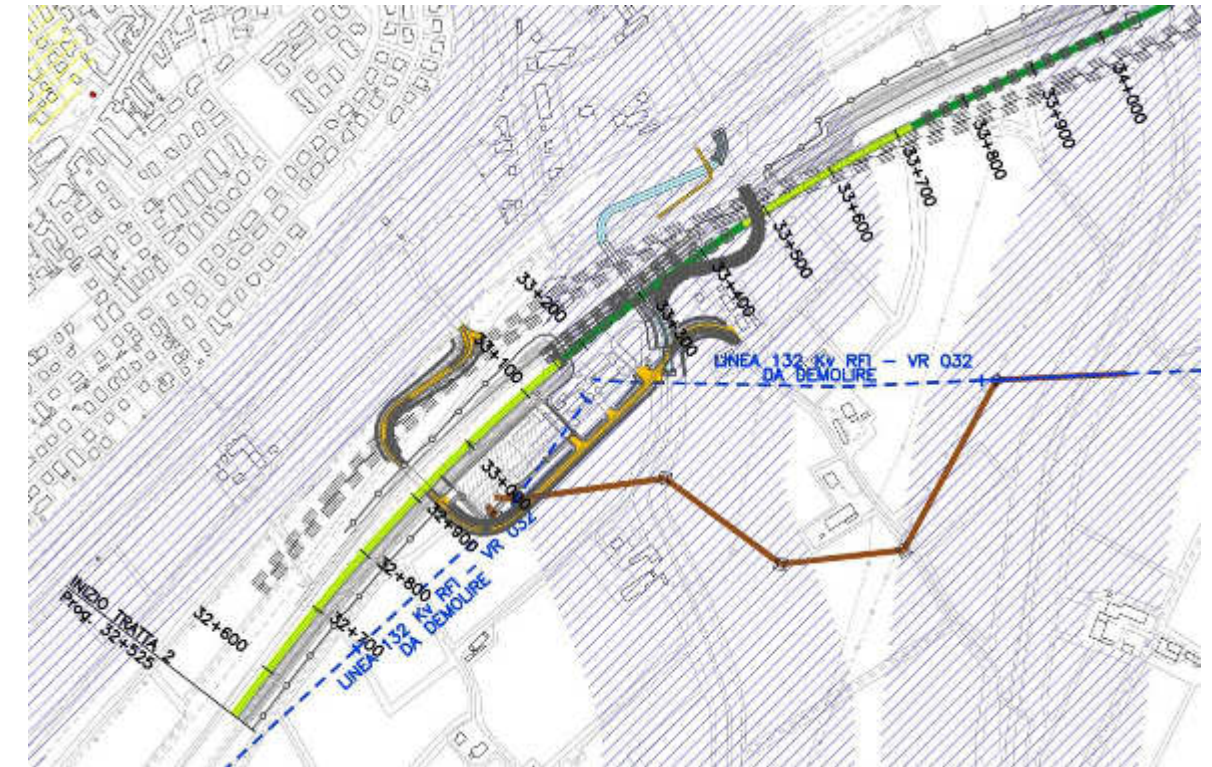 34+000
33+900
33+800
33+700
33+600
33+500
33+400
33+300
33+200
33+100
33+000
32+900
32+800
32+700
32+600
LINEA 132 Kv RFI - VR 032
DA DEMOLIRE
LINEA 132 Kv RFI - VR 032
DA DEMOLIRE
INIZIO TRATTA 2
Prog. 32+525